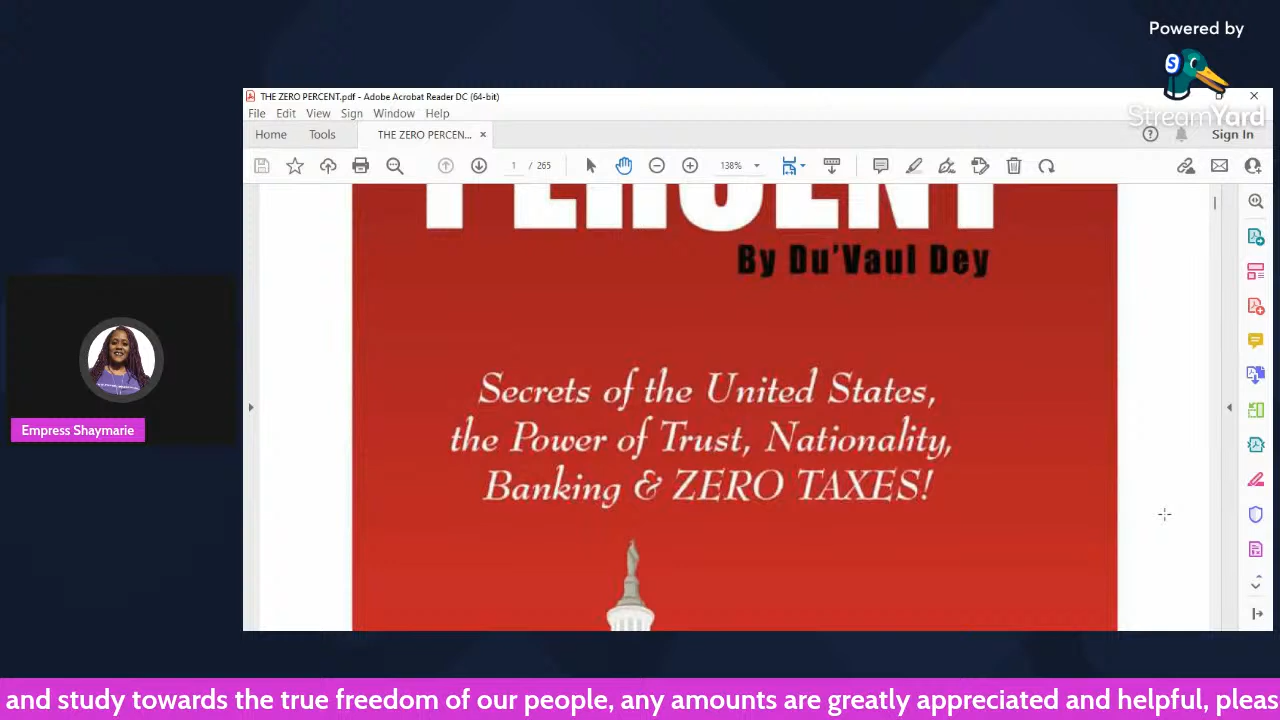 Powered by
StreamYard
THE ZERO PERCENT.pdf - Adobe Acrobat Reader DC (64-bit)
File Edit View Sign Window Help
Home Tools THE ZERO PERCEN... × Sign In
1 / 265 138%
PERCENT
By Du'Vaul Dey
Secrets of the United States,
the Power of Trust, Nationality,
Banking & ZERO TAXES!
Empress Shaymarie
and study towards the true freedom of our people, any amounts are greatly appreciated and helpful, pleas